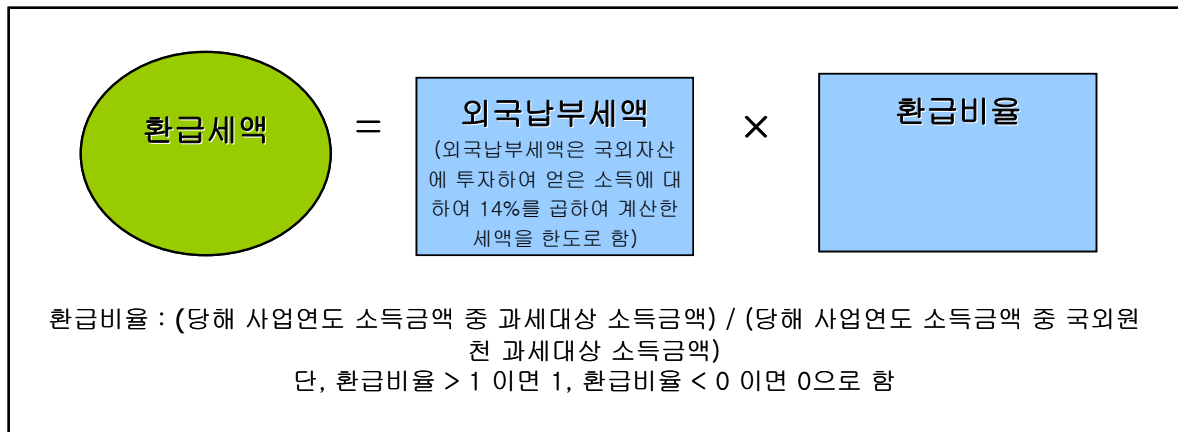 환급세액
=
외국납부세액
(외국납부세액은 국외자산
에 투자하여 얻은 소득에 대
하여 14%를 곱하여 계산한
세액을 한도로 함)
×
환급비율
환급비율 : (당해 사업연도 소득금액 중 과세대상 소득금액) / (당해 사업연도 소득금액 중 국외원
천 과세대상 소득금액)
단, 환급비율 > 1 이면 1, 환급비율 < 0 이면 0으로 함